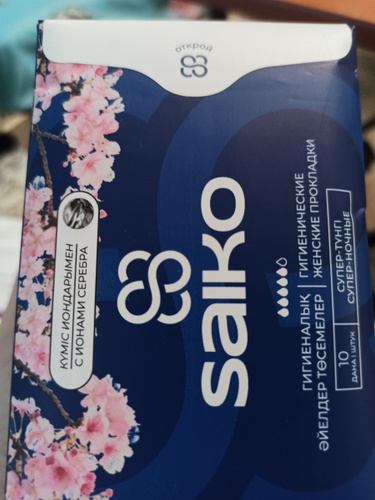 открой
КҮМІС ИОНДАРЫМЕН
С ИОНАМИ СЕРЕБРА
saiko
ГИГИЕНАЛЫҚ
ӘЙЕЛДЕР ТӨСЕМЕЛЕР
ГИГИЕНИЧЕСКИЕ
ЖЕНСКИЕ ПРОКЛАДКИ
10
ДАНА | ШТУК
СУПЕР-ТҮНГІ
СУПЕР-НОЧНЫЕ